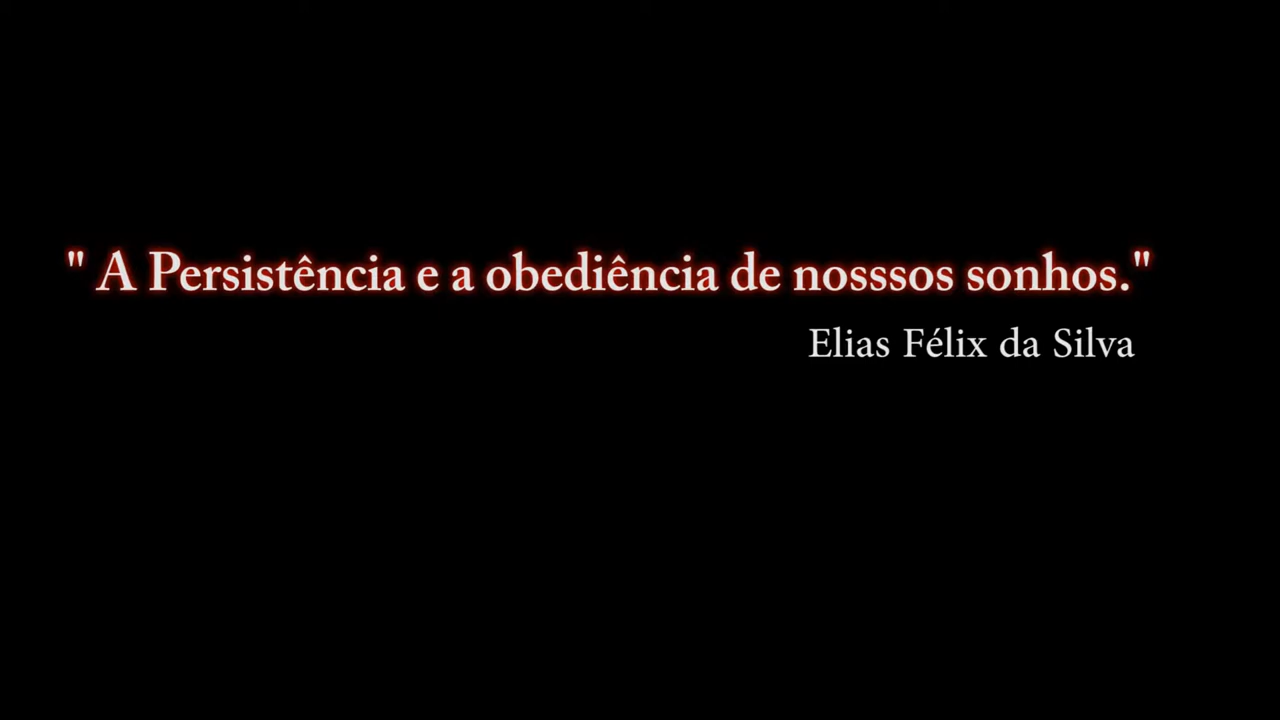 " A Persistência e a obediência de nosssos sonhos."
Elias Félix da Silva